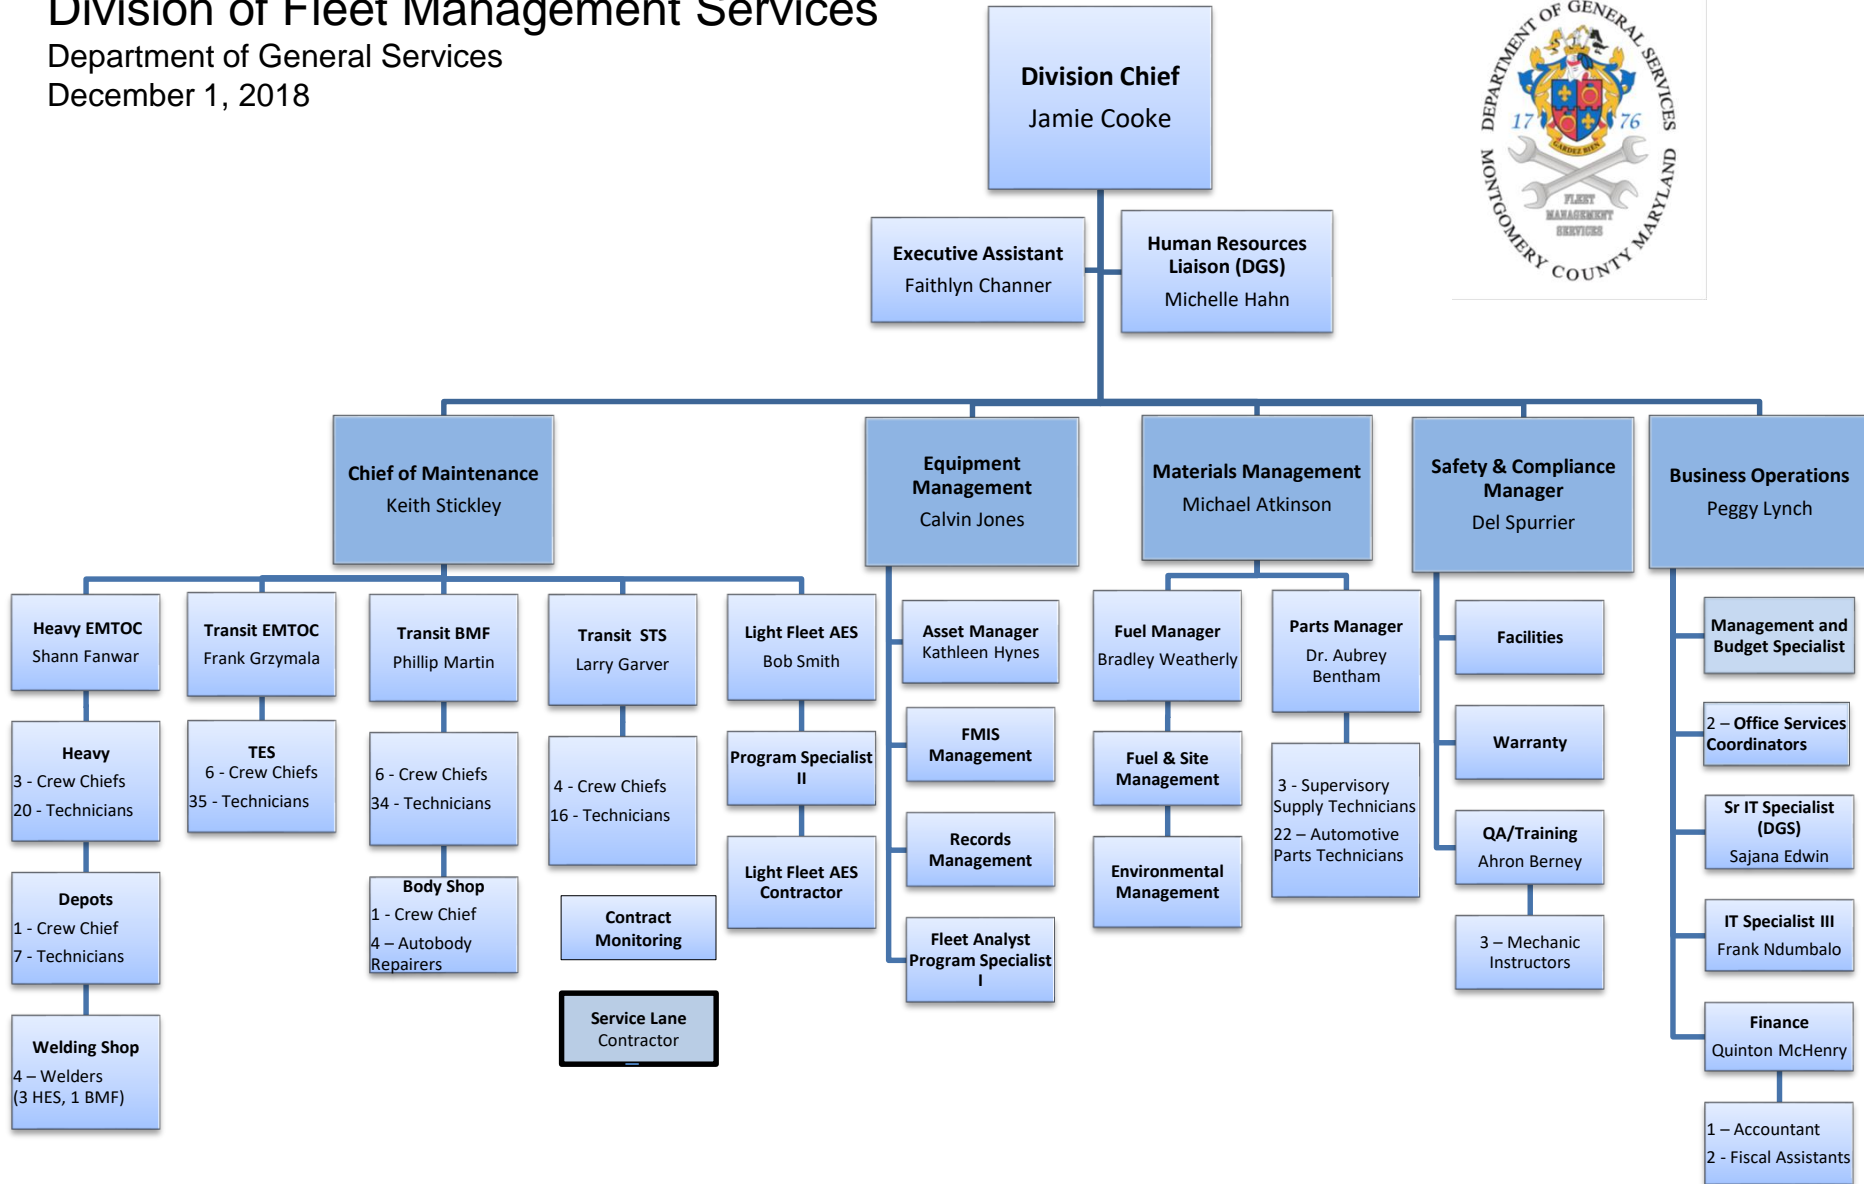 Division of Fleet Management Services
Department of General Services
December 1, 2018
DEPARTMENT OF GENERAL SERVICES
MONTGOMERY COUNTY MARYLAND
17 76
GARDEZ BIEN
FLEET
MANAGEMENT
SERVICES
Division Chief
Jamie Cooke
Executive Assistant
Faithlyn Channer
Human Resources
Liaison (DGS)
Michelle Hahn
Chief of Maintenance
Keith Stickley
Equipment
Management
Calvin Jones
Materials Management
Michael Atkinson
Safety & Compliance
Manager
Del Spurrier
Business Operations
Peggy Lynch
Heavy EMTOC
Shann Fanwar
Heavy
3 - Crew Chiefs
20 - Technicians
Depots
1 - Crew Chief
7 - Technicians
Welding Shop
4 – Welders
(3 HES, 1 BMF)
Transit EMTOC
Frank Grzymala
TES
6 - Crew Chiefs
35 - Technicians
Transit BMF
Phillip Martin
6 - Crew Chiefs
34 - Technicians
Body Shop
1 - Crew Chief
4 – Autobody
Repairers
Transit STS
Larry Garver
4 - Crew Chiefs
16 - Technicians
Contract
Monitoring
Service Lane
Contractor
Light Fleet AES
Bob Smith
Program Specialist
II
Light Fleet AES
Contractor
Asset Manager
Kathleen Hynes
FMIS
Management
Records
Management
Fleet Analyst
Program Specialist
I
Fuel Manager
Bradley Weatherly
Fuel & Site
Management
Environmental
Management
Parts Manager
Dr. Aubrey
Bentham
3 - Supervisory
Supply Technicians
22 – Automotive
Parts Technicians
Facilities
Warranty
QA/Training
Ahron Berney
3 – Mechanic
Instructors
Management and
Budget Specialist
2 – Office Services
Coordinators
Sr IT Specialist
(DGS)
Sajana Edwin
IT Specialist III
Frank Ndumbalo
Finance
Quinton McHenry
1 – Accountant
2 - Fiscal Assistants